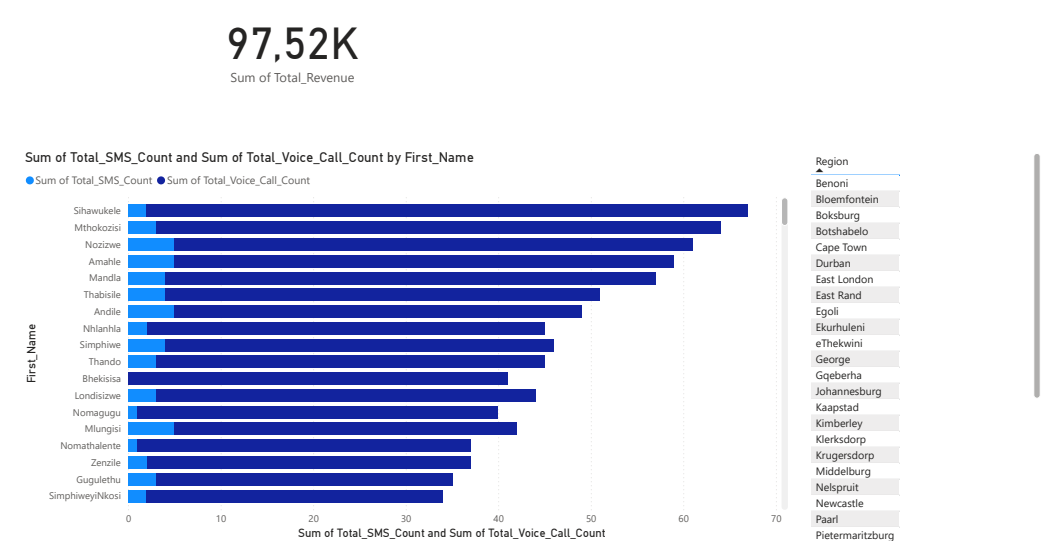 97,52K
Sum of Total_Revenue
Sum of Total_SMS_Count and Sum of Total_Voice_Call_Count by First_Name
Sum of Total_SMS_Count Sum of Total_Voice_Call_Count
First_Name
Sihawukele
Mthokozisi
Nozizwe
Amahle
Mandla
Thabisile
Andile
Nhlanhla
Simphiwe
Thando
Bhekisisa
Londisizwe
Nomagugu
Mlungisi
Nomathalente
Zenzile
Gugulethu
SimphiweyiNkosi
0 10 20 30 40 50 60 70
Sum of Total_SMS_Count and Sum of Total_Voice_Call_Count
Region
Benoni
Bloemfontein
Boksburg
Botshabelo
Cape Town
Durban
East London
East Rand
Egoli
Ekurhuleni
eThekwini
George
Gqeberha
Johannesburg
Kaapstad
Kimberley
Klerksdorp
Krugersdorp
Middelburg
Nelspruit
Newcastle
Paarl
Pietermaritzburg